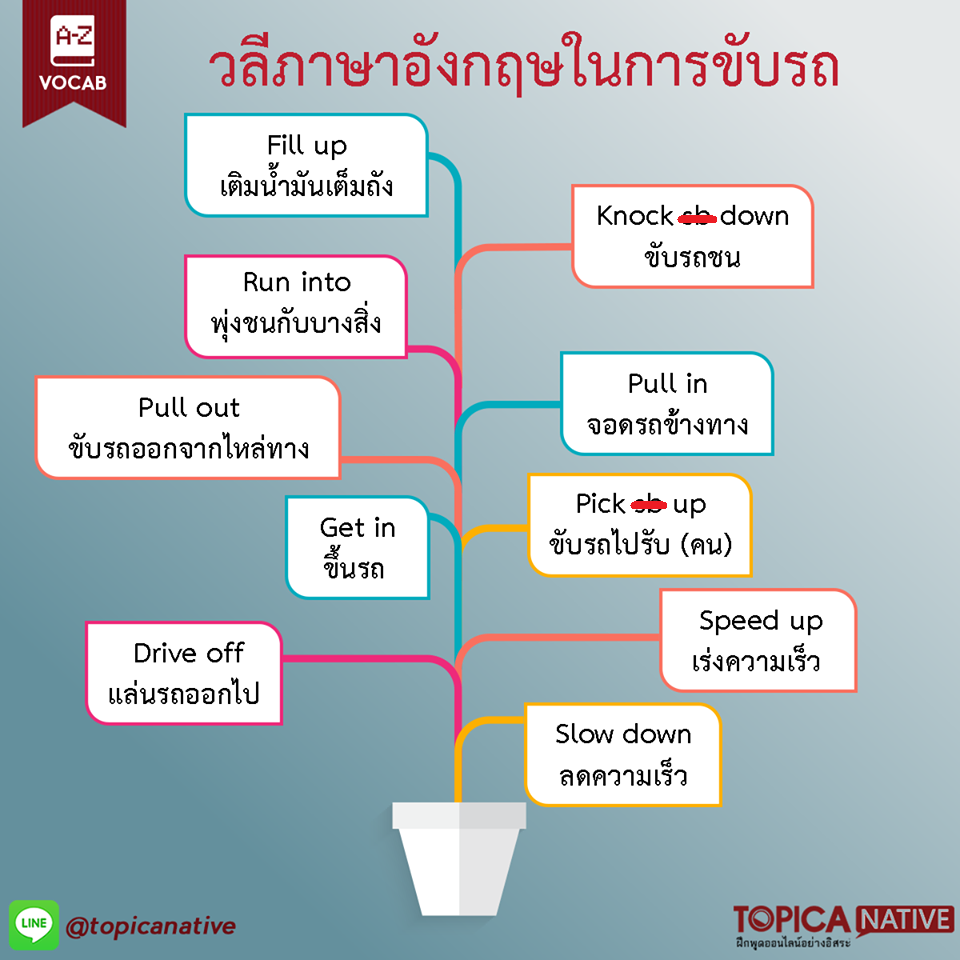 A-Z
VOCAB
วลีภาษาอังกฤษในการขับรถ
Fill up
เติมน้ำมันเต็มถัง
Knock sb down
ขับรถชน
Run into
พุ่งชนกับบางสิ่ง
Pull in
จอดรถข้างทาง
Pull out
ขับรถออกจากไหล่ทาง
Pick sb up
ขับรถไปรับ (คน)
Get in
ขึ้นรถ
Speed up
เร่งความเร็ว
Drive off
แล่นรถออกไป
Slow down
ลดความเร็ว
LINE
@topicanative
TOPICA NATIVE
ฝึกพูดออนไลน์อย่างอิสระ